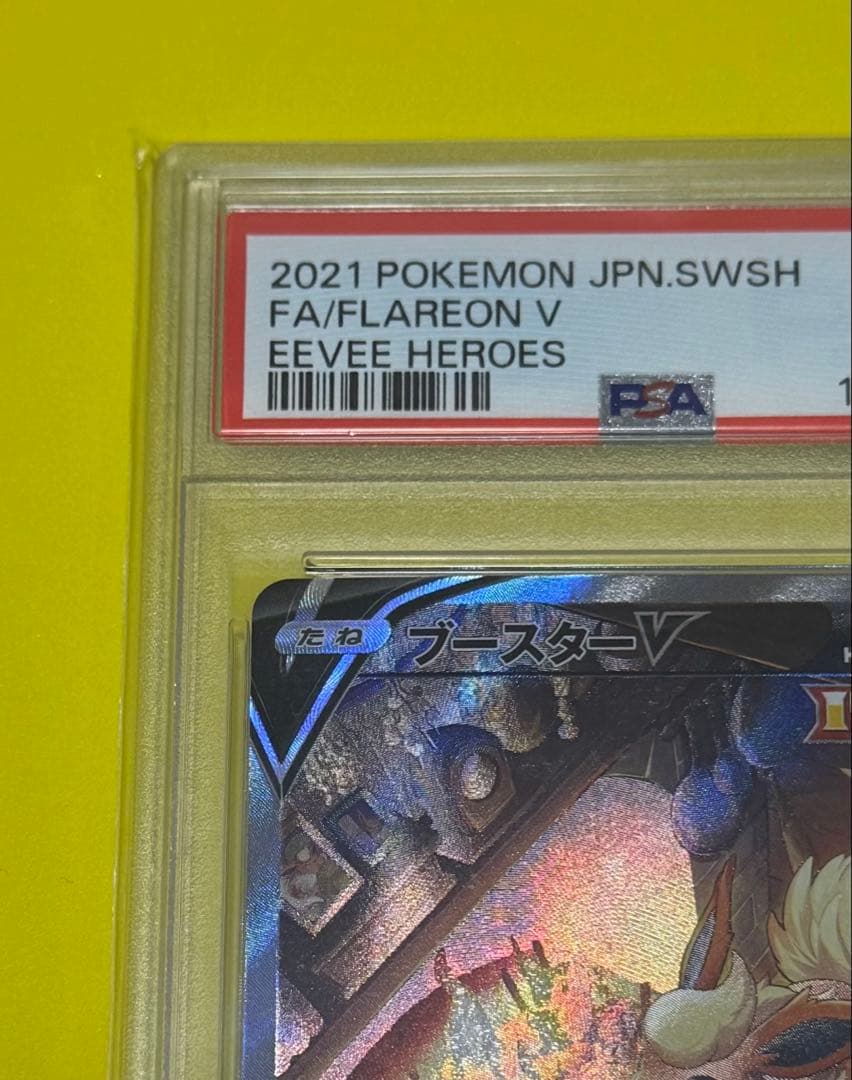 2021 POKEMON JPN.SWSH
FA/FLAREON V
EEVEE HEROES
PSA
たね ブースターV